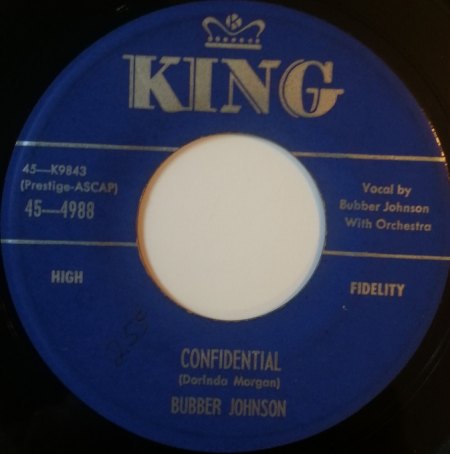 K
KING
45—K9843
(Prestige-ASCAP)
45—4988
Vocal by
Bubber Johnson
With Orchestra
HIGH
FIDELITY
CONFIDENTIAL
(Dorinda Morgan)
BUBBER JOHNSON